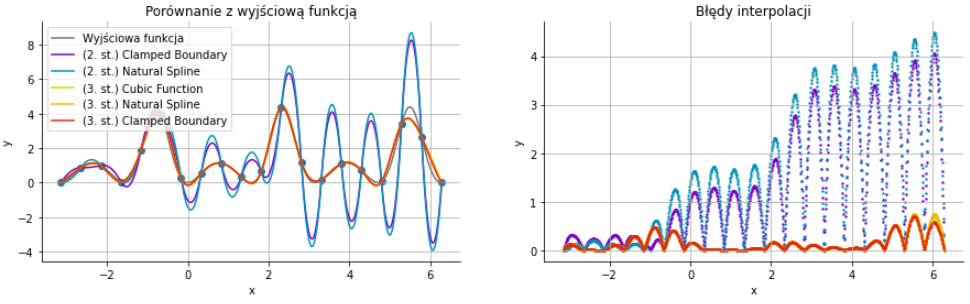 Porównanie z wyjściową funkcją
Wyjściowa funkcja
(2. st.) Clamped Boundary
(2. st.) Natural Spline
(3. st.) Cubic Function
(3. st.) Natural Spline
(3. st.) Clamped Boundary
8
6
4
2
0
−2
−4
y
−2
0
2
4
6
x
Błędy interpolacji
4
3
2
1
0
y
−2
0
2
4
6
x